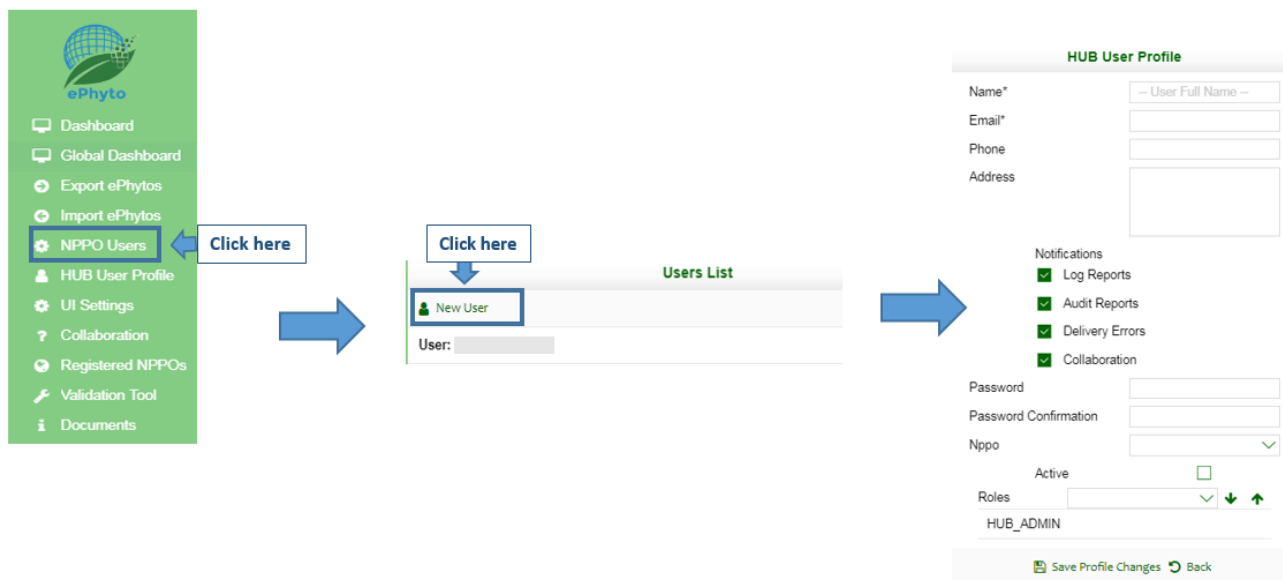 ePhyto
Dashboard
Global Dashboard
Export ePhytos
Import ePhytos
NPPO Users
HUB User Profile
UI Settings
Collaboration
Registered NPPOs
Validation Tool
Documents
Click here
Click here
Users List
New User
User:
HUB User Profile
Name* -- User Full Name --
Email*
Phone
Address
Notifications
Log Reports
Audit Reports
Delivery Errors
Collaboration
Password
Password Confirmation
Nppo
Active
Roles
HUB_ADMIN
Save Profile Changes Back